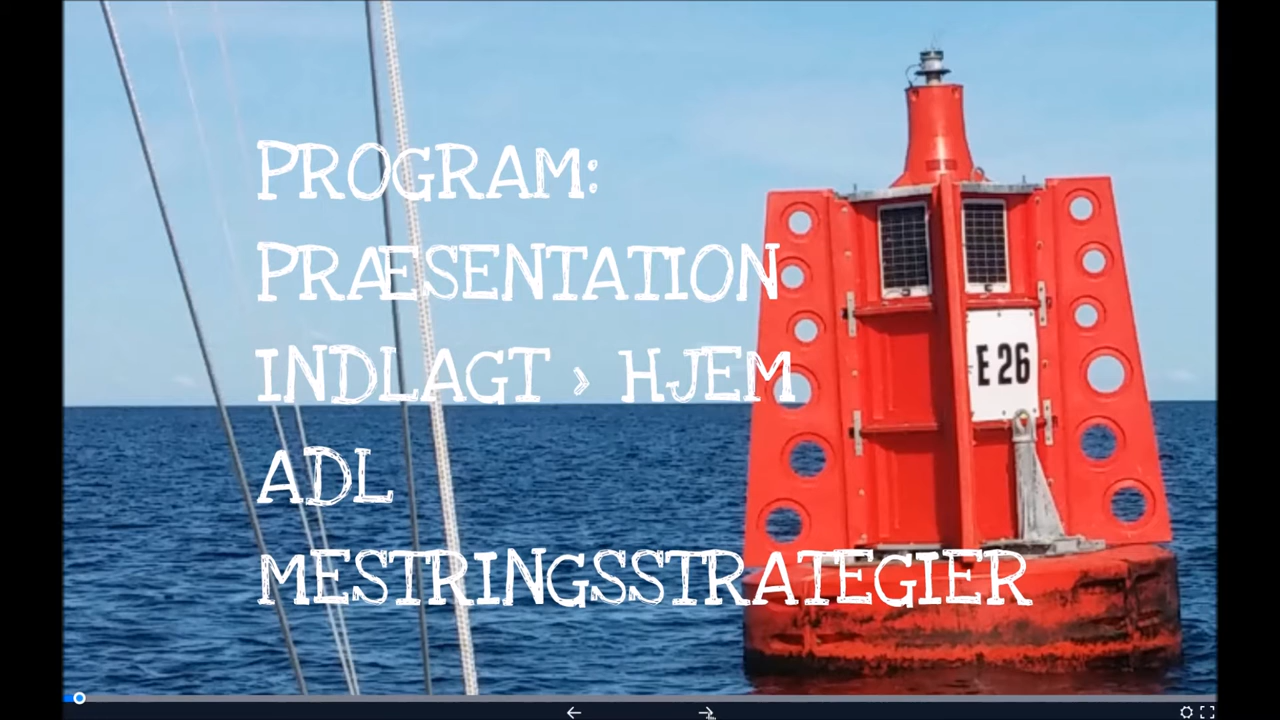 PROGRAM:
PRÆSENTATION
INDLAGT > HJEM
ADL
MESTRINGSSTRATEGIER
E 26